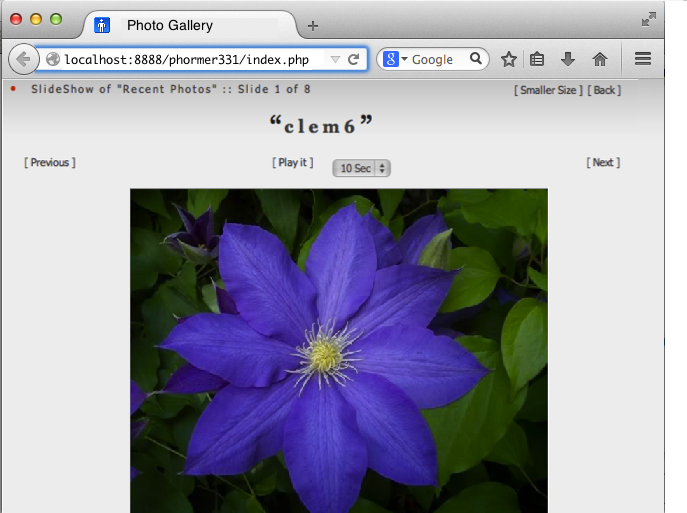 Photo Gallery
localhost:8888/phormer331/index.php
Google
SlideShow of "Recent Photos" :: Slide 1 of 8
[ Smaller Size ] [ Back ]
“clem6”
[ Previous ]
[ Play it ]
10 Sec
[ Next ]